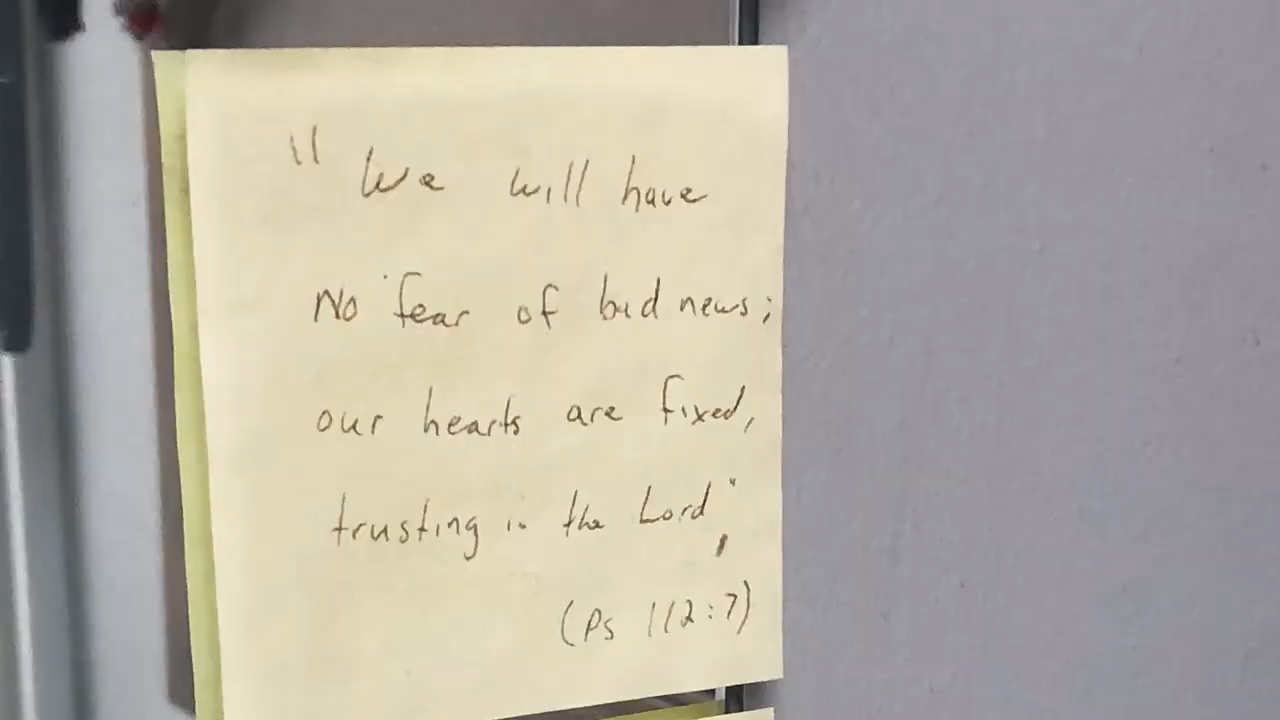 " We will have
No fear of bad news;
our hearts are fixed,
trusting in the Lord,"
(Ps 112:7)